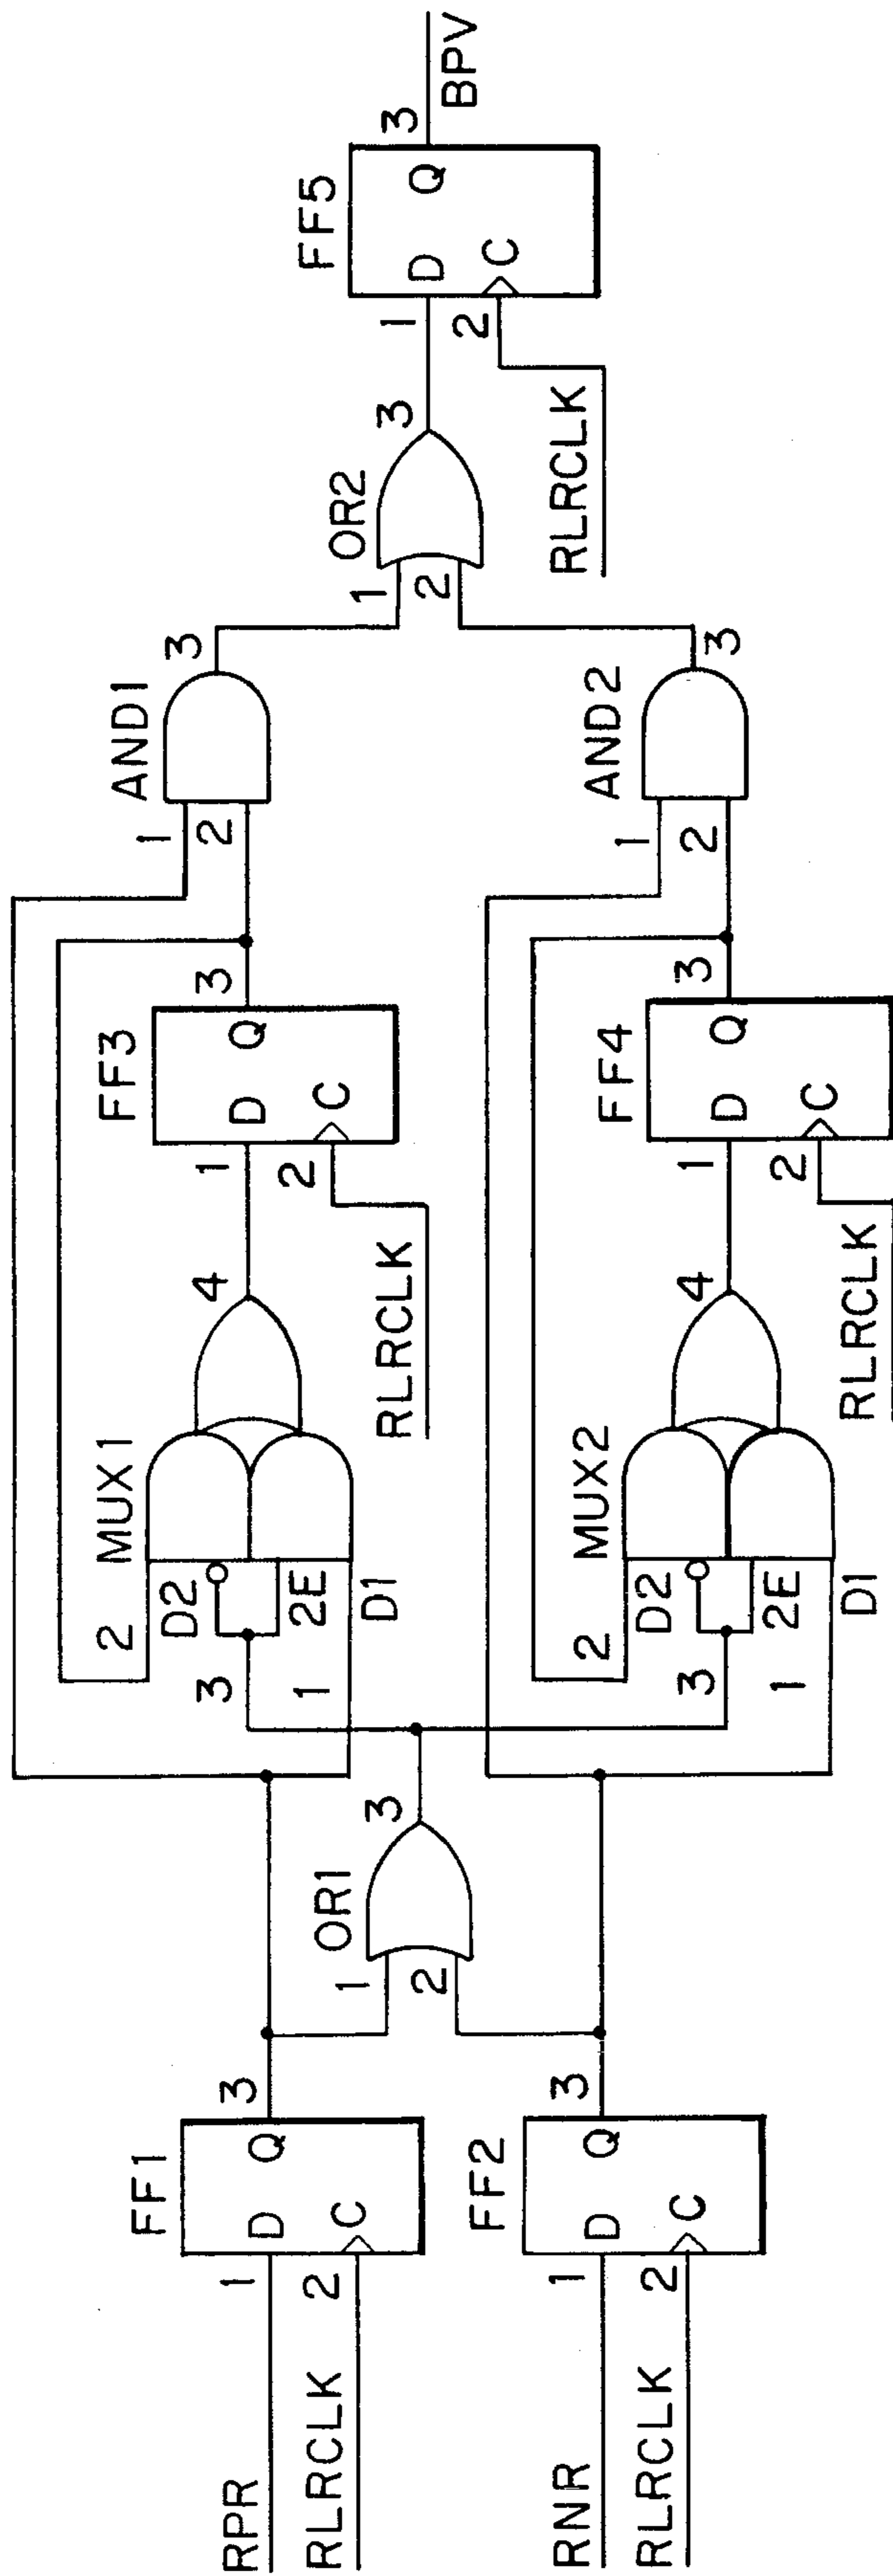 RPR
RLRCLK
1
2
FF1
D
C
Q
3
RNR
RLRCLK
1
2
FF2
D
C
Q
3
OR1
1
2
3
MUX1
2
D2
3
2E
1
D1
4
RLRCLK
FF3
1
2
D
C
Q
3
MUX2
2
D2
3
2E
1
D1
4
RLRCLK
FF4
1
2
D
C
Q
3
AND1
1
2
3
AND2
1
2
3
OR2
1
2
3
RLRCLK
FF5
1
2
D
C
Q
3
BPV